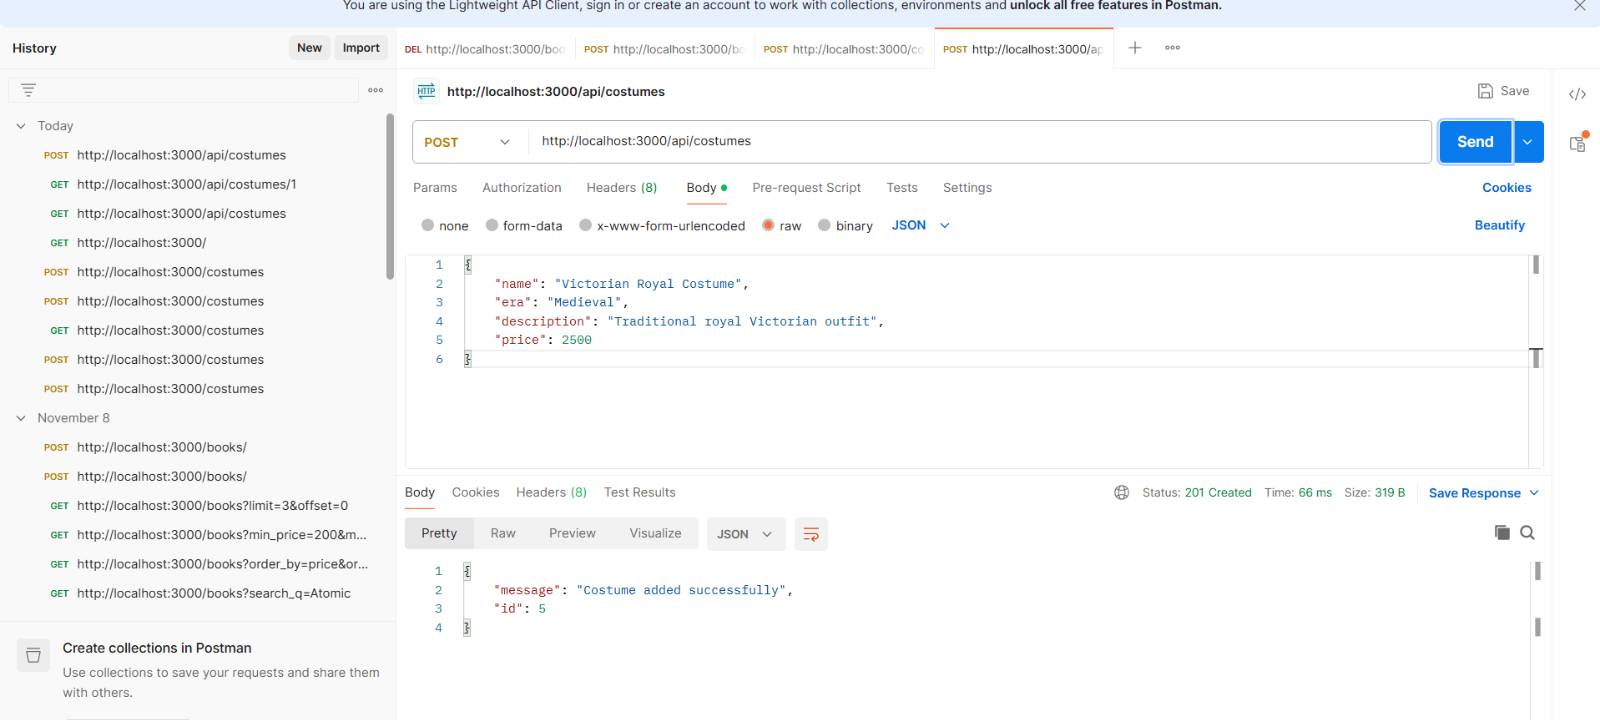 You are using the Lightweight API Client, sign in or create an account to work with collections, environments and unlock all free features in Postman.
History
New
Import
DEL http://localhost:3000/boo
POST http://localhost:3000/b
POST http://localhost:3000/co
POST http://localhost:3000/ap
HTTP http://localhost:3000/api/costumes
Save
Today
POST http://localhost:3000/api/costumes
GET http://localhost:3000/api/costumes/1
GET http://localhost:3000/api/costumes
GET http://localhost:3000/
POST http://localhost:3000/costumes
POST http://localhost:3000/costumes
GET http://localhost:3000/costumes
POST http://localhost:3000/costumes
POST http://localhost:3000/costumes
November 8
POST http://localhost:3000/books/
POST http://localhost:3000/books/
GET http://localhost:3000/books?limit=3&offset=0
GET http://localhost:3000/books?min_price=200&m...
GET http://localhost:3000/books?order_by=price&or...
GET http://localhost:3000/books?search_q=Atomic
Create collections in Postman
Use collections to save your requests and share them
with others.
POST http://localhost:3000/api/costumes
Send
Params Authorization Headers (8) Body Pre-request Script Tests Settings
Cookies
none form-data x-www-form-urlencoded raw binary JSON
Beautify
1 {
2 "name": "Victorian Royal Costume",
3 "era": "Medieval",
4 "description": "Traditional royal Victorian outfit",
5 "price": 2500
6 }
Body Cookies Headers (8) Test Results
Status: 201 Created Time: 66 ms Size: 319 B
Save Response
Pretty Raw Preview Visualize JSON
1 {
2 "message": "Costume added successfully",
3 "id": 5
4 }